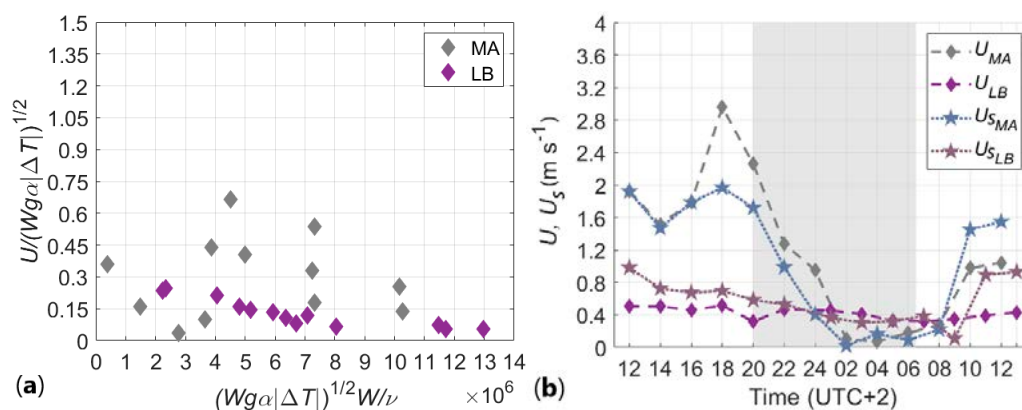 1.5
1.35
1.2
1.05
0.9
0.75
0.6
0.45
0.3
0.15
0
U/(Wgα|ΔT|)^1/2
MA
LB
0 1 2 3 4 5 6 7 8 9 10 11 12 13 14
(a)
(Wgα|ΔT|)^1/2 W/ν
×10^6
4
3.6
3.2
2.8
2.4
2
1.6
1.2
0.8
0.4
0
U, U_S (m s^-1)
U_MA
U_LB
U_S_MA
U_S_LB
12 14 16 18 20 22 24 02 04 06 08 10 12
(b)
Time (UTC+2)